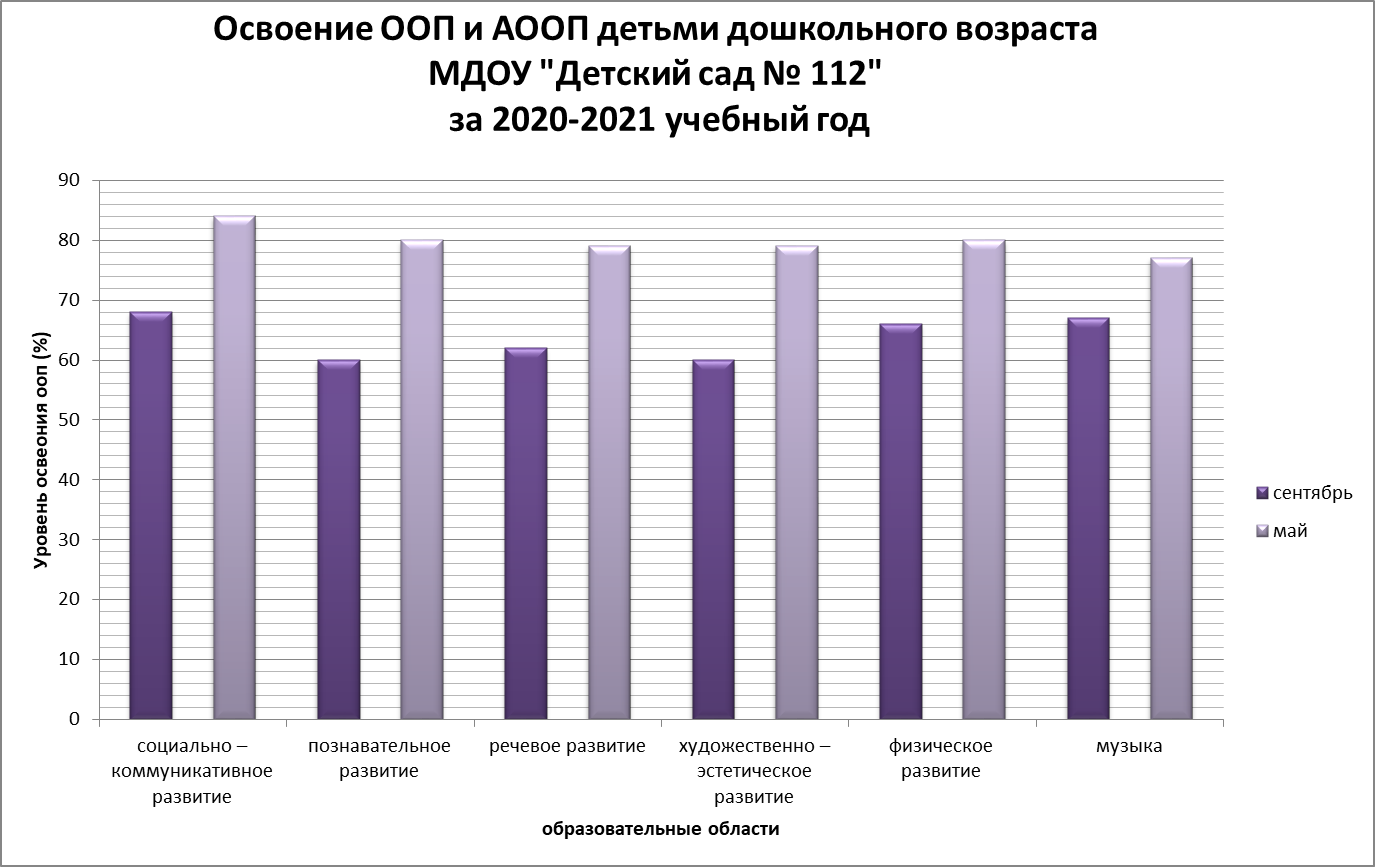 Освоение ООП и АООП детьми дошкольного возраста
МДОУ "Детский сад № 112"
за 2020-2021 учебный год
90
80
70
60
50
40
30
20
10
0
Уровень освеония ооп (%)
социально –
коммуникативное
развитие
познавательное
развитие
речевое развитие
художественно –
эстетическое
развитие
физическое
развитие
музыка
образовательные области
сентябрь
май